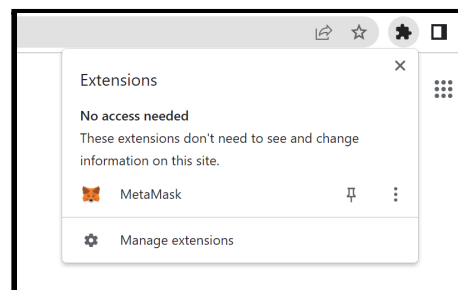 Extensions
No access needed
These extensions don't need to see and change
information on this site.
MetaMask
Manage extensions